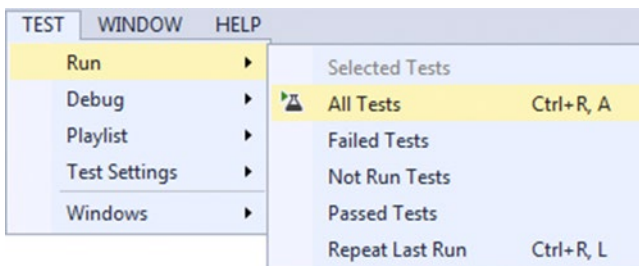 TEST WINDOW HELP
Run
Debug
Playlist
Test Settings
Windows
Selected Tests
All Tests Ctrl+R, A
Failed Tests
Not Run Tests
Passed Tests
Repeat Last Run Ctrl+R, L